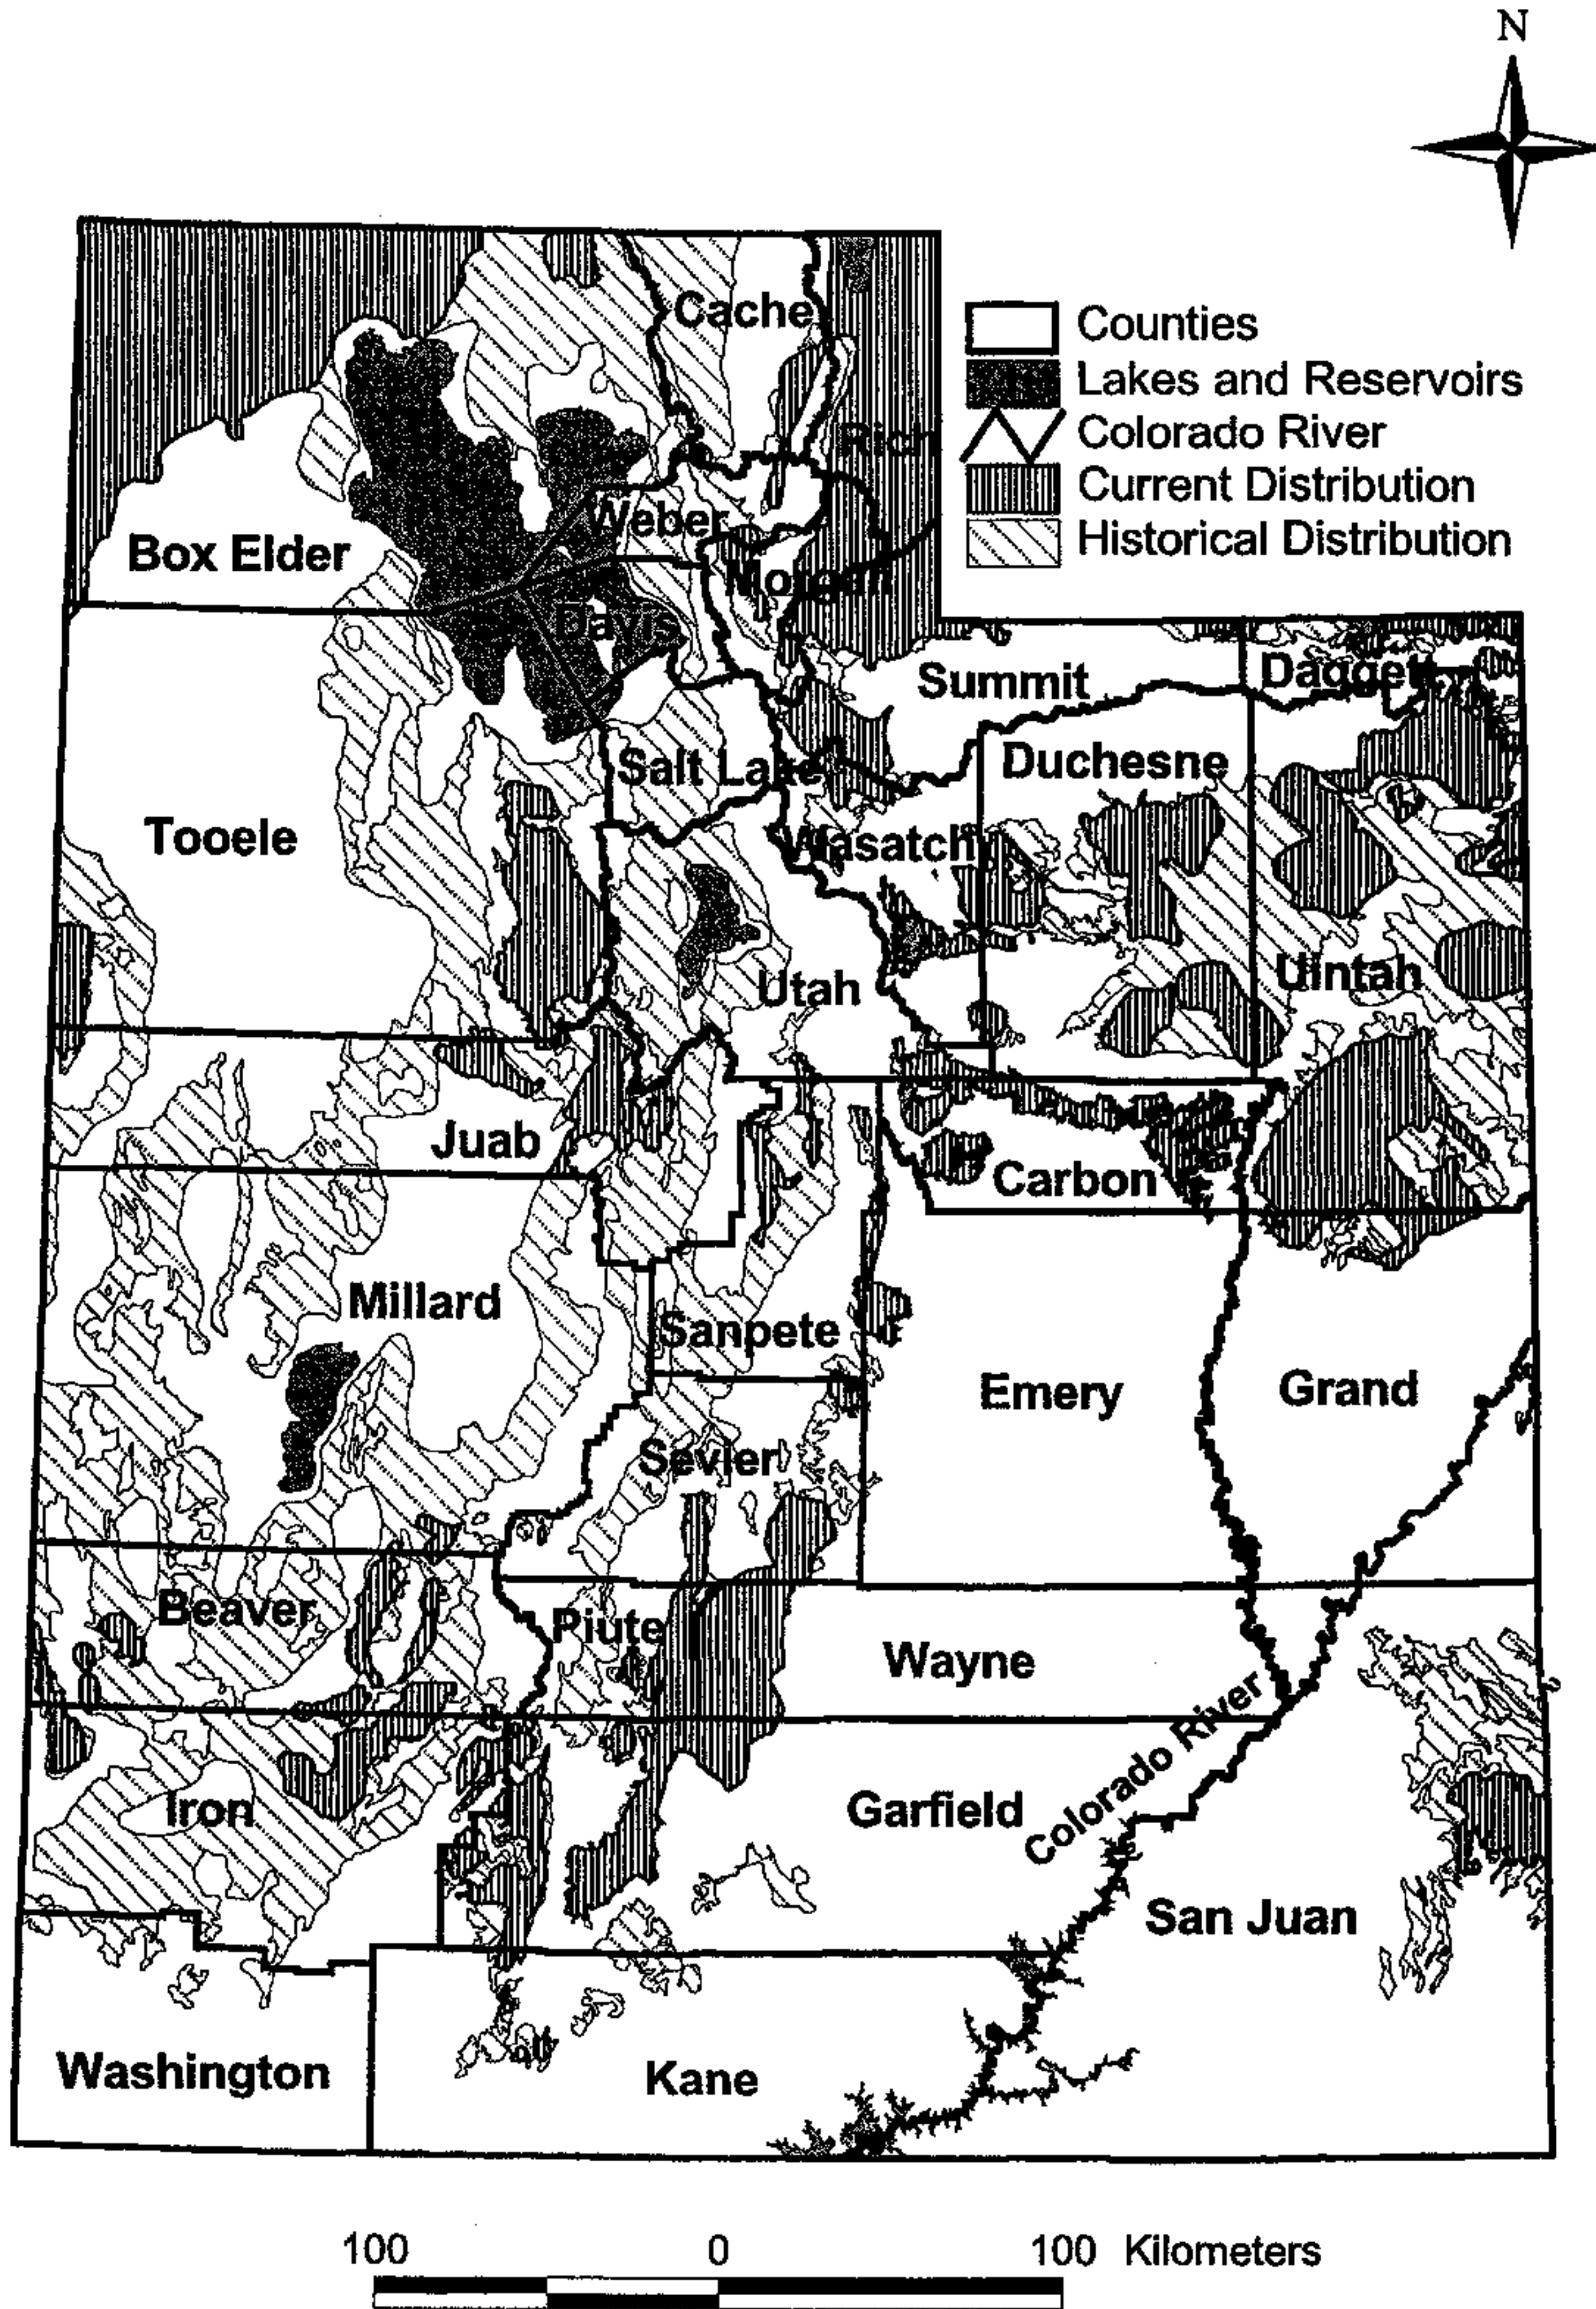 N
Counties
Lakes and Reservoirs
Colorado River
Current Distribution
Historical Distribution
Cache
Rich
Weber
Box Elder
Morgan
Davis
Summit
Daggett
Salt Lake
Duchesne
Tooele
Wasatch
Utah
Uintah
Juab
Carbon
Millard
Sanpete
Emery
Grand
Sevier
Beaver
Piute
Wayne
Colorado River
Iron
Garfield
San Juan
Washington
Kane
100 0 100 Kilometers